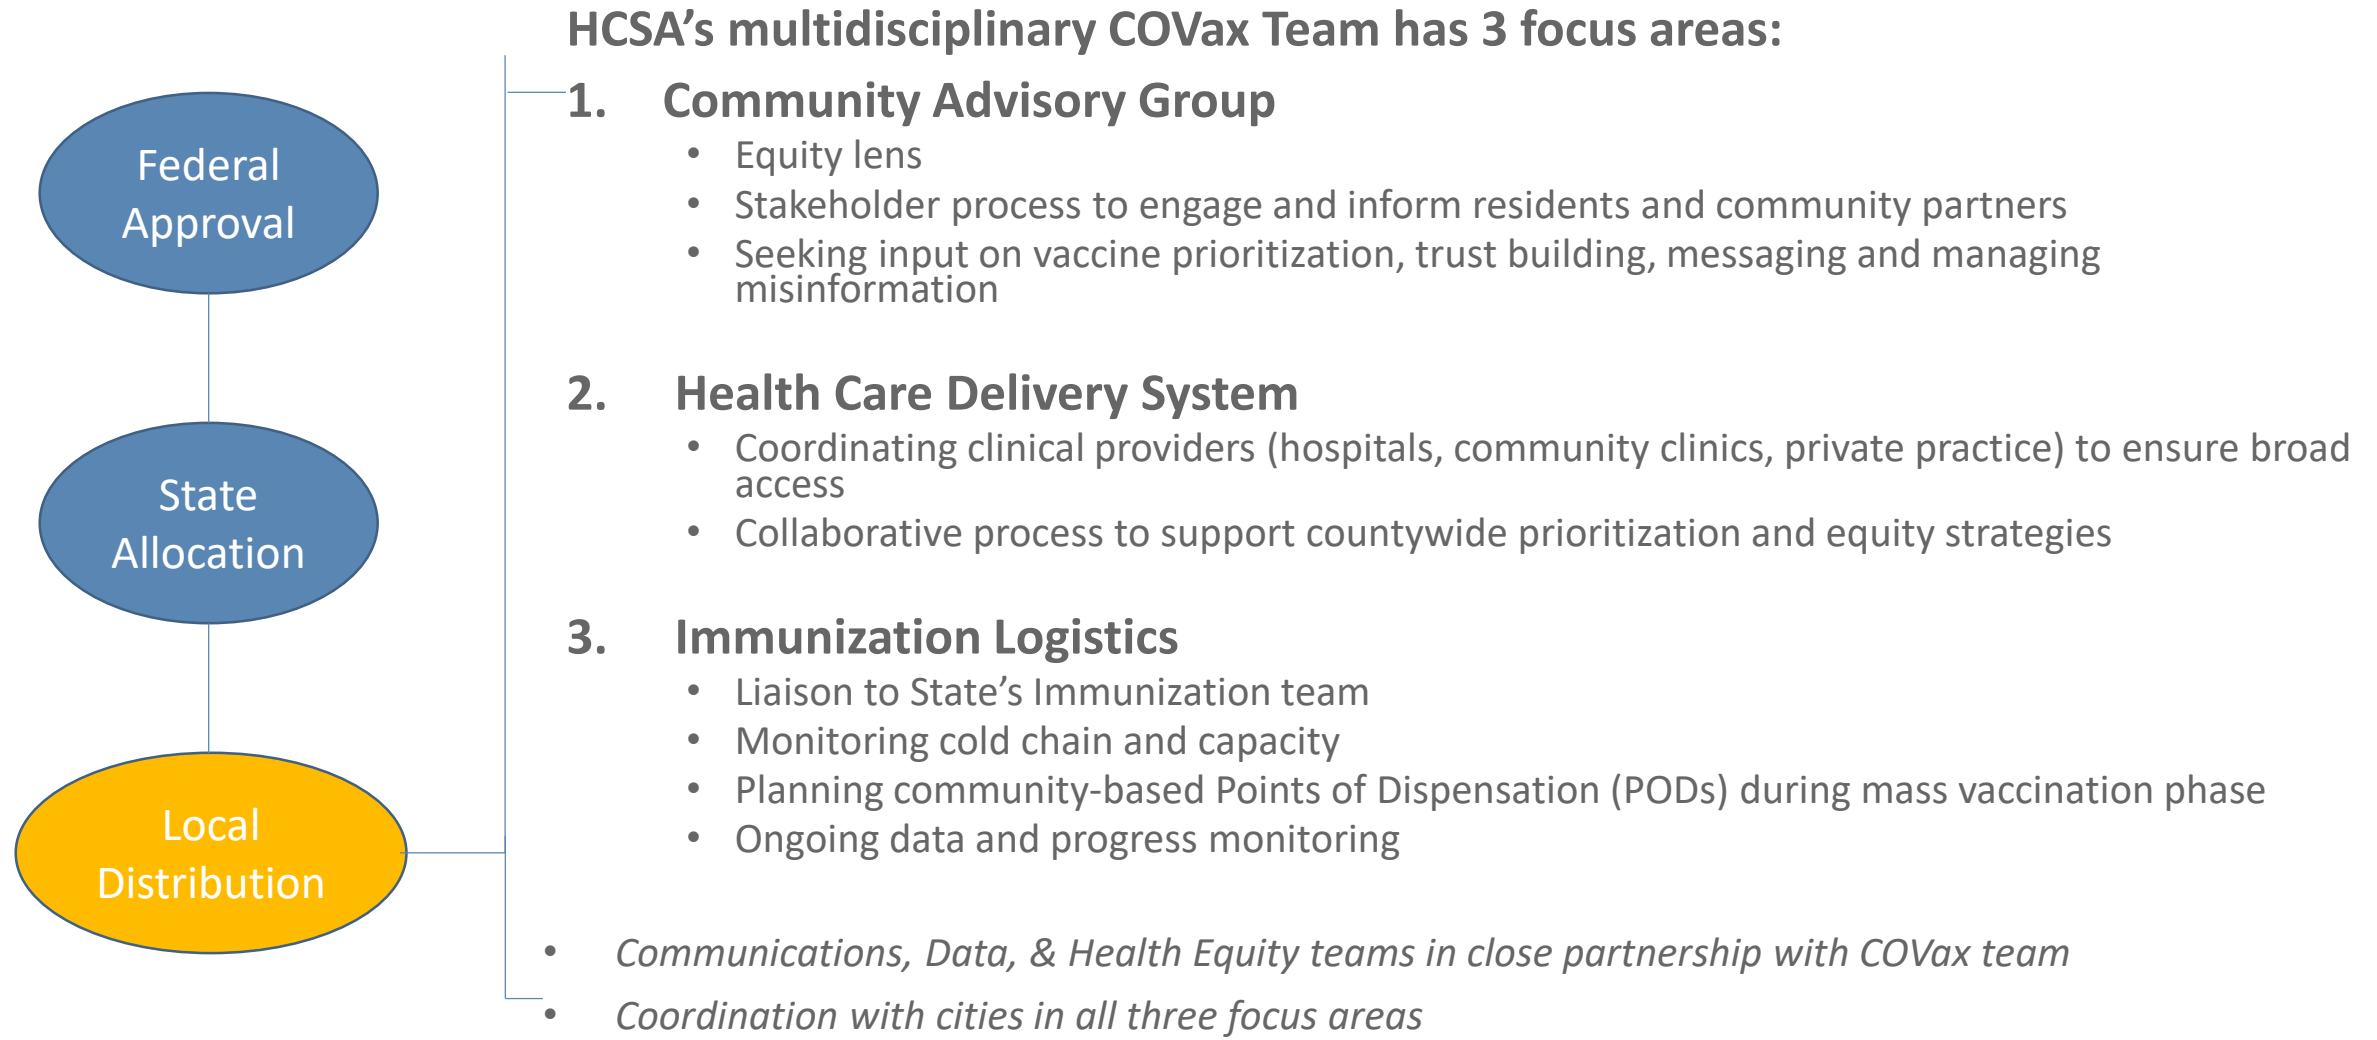 HCSA’s multidisciplinary COVax Team has 3 focus areas:
1. Community Advisory Group
• Equity lens
• Stakeholder process to engage and inform residents and community partners
• Seeking input on vaccine prioritization, trust building, messaging and managing
misinformation
2. Health Care Delivery System
• Coordinating clinical providers (hospitals, community clinics, private practice) to ensure broad
access
• Collaborative process to support countywide prioritization and equity strategies
3. Immunization Logistics
• Liaison to State’s Immunization team
• Monitoring cold chain and capacity
• Planning community-based Points of Dispensation (PODs) during mass vaccination phase
• Ongoing data and progress monitoring
• Communications, Data, & Health Equity teams in close partnership with COVax team
• Coordination with cities in all three focus areas
Federal
Approval
State
Allocation
Local
Distribution